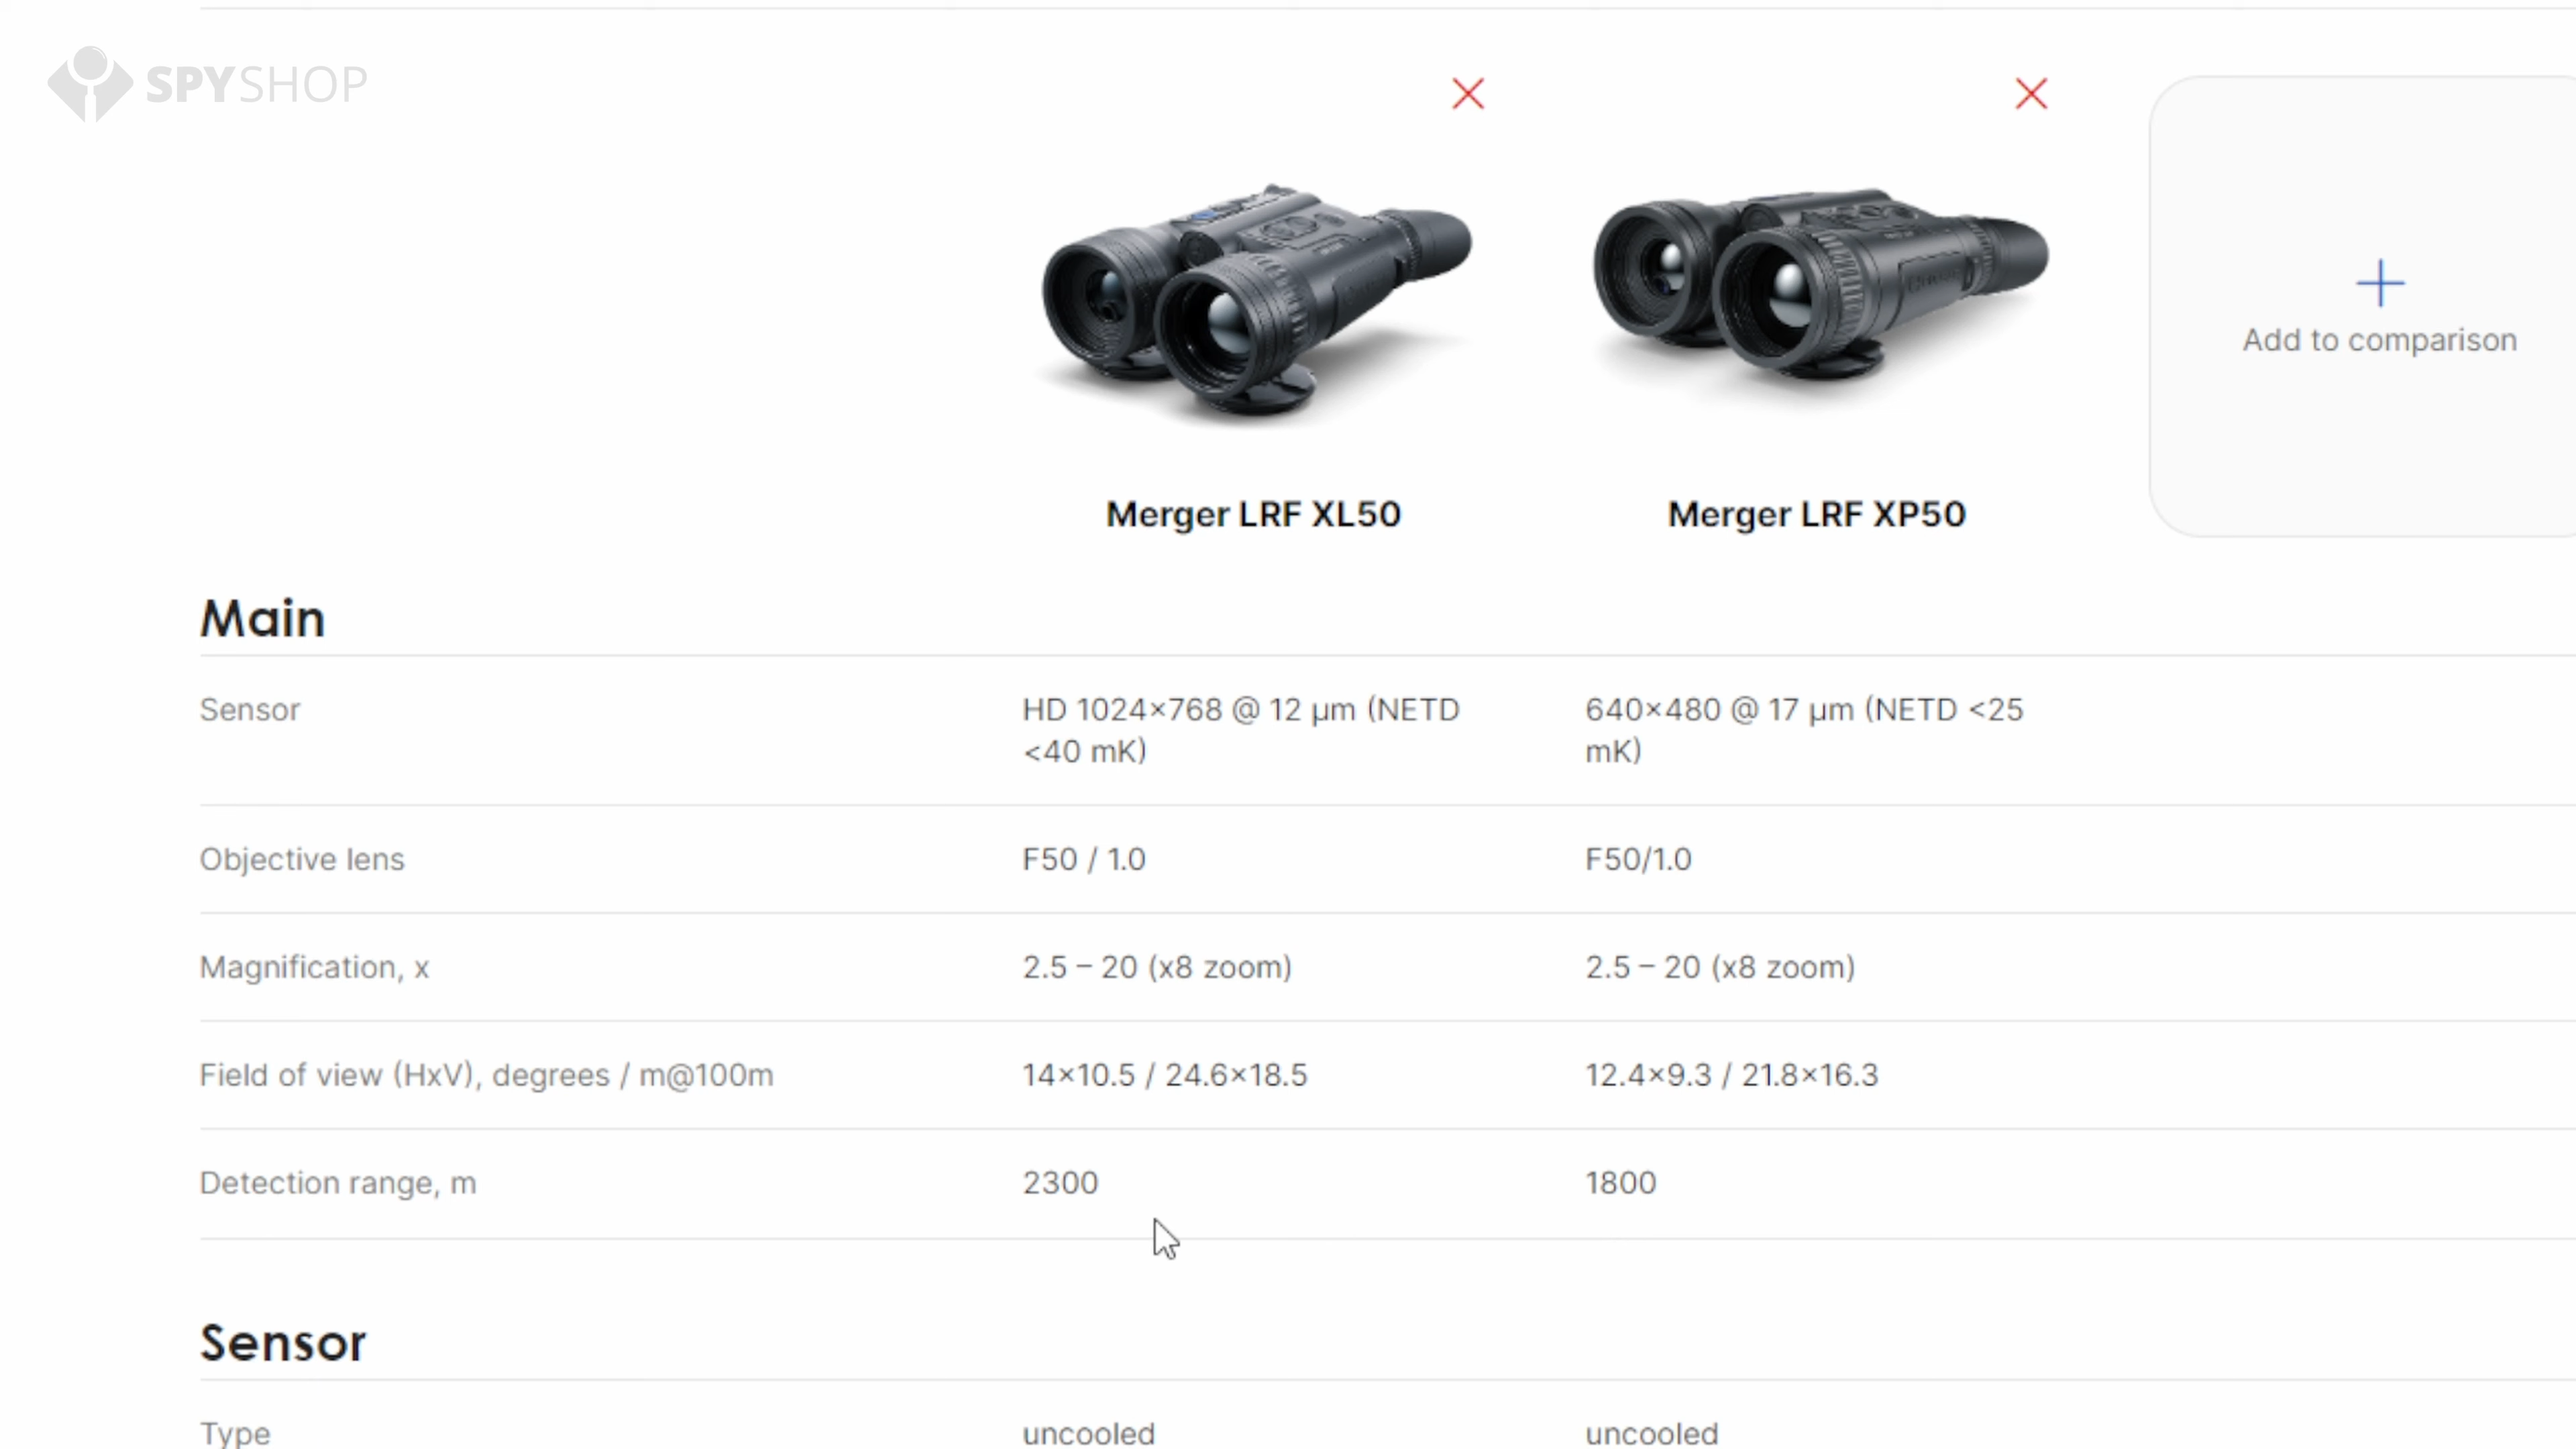 SPYSHOP
Add to comparison
Merger LRF XL50 Merger LRF XP50
Main
Sensor HD 1024×768 @ 12 μm (NETD 640×480 @ 17 μm (NETD <25
<40 mK) mK)
Objective lens F50 / 1.0 F50/1.0
Magnification, x 2.5 – 20 (x8 zoom) 2.5 – 20 (x8 zoom)
Field of view (HxV), degrees / m@100m 14×10.5 / 24.6×18.5 12.4×9.3 / 21.8×16.3
Detection range, m 2300 1800
Sensor
Type uncooled uncooled